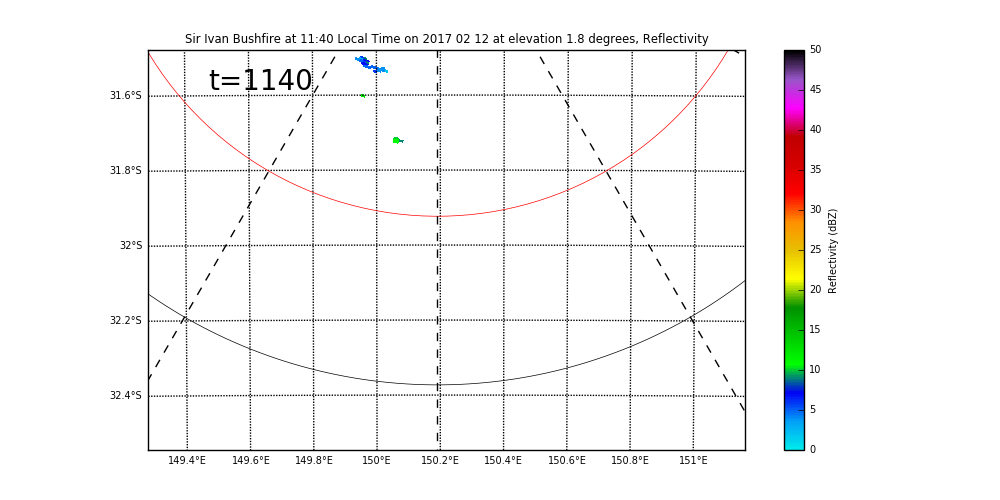 Sir Ivan Bushfire at 11:40 Local Time on 2017 02 12 at elevation 1.8 degrees, Reflectivity
t=1140
31.6°S
31.8°S
32°S
32.2°S
32.4°S
149.4°E 149.6°E 149.8°E 150°E 150.2°E 150.4°E 150.6°E 150.8°E 151°E
50
45
40
35
30
25
20
15
10
5
0
Reflectivity (dBZ)